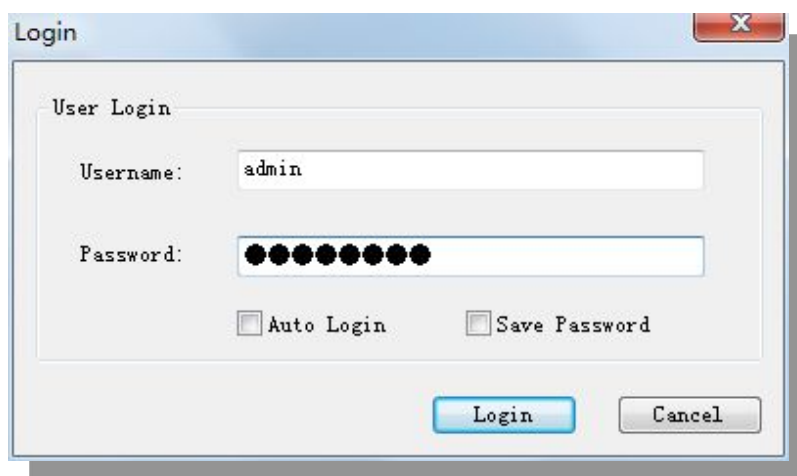 Login
User Login
Username: admin
Password: ●●●●●●●●
Auto Login Save Password
Login Cancel